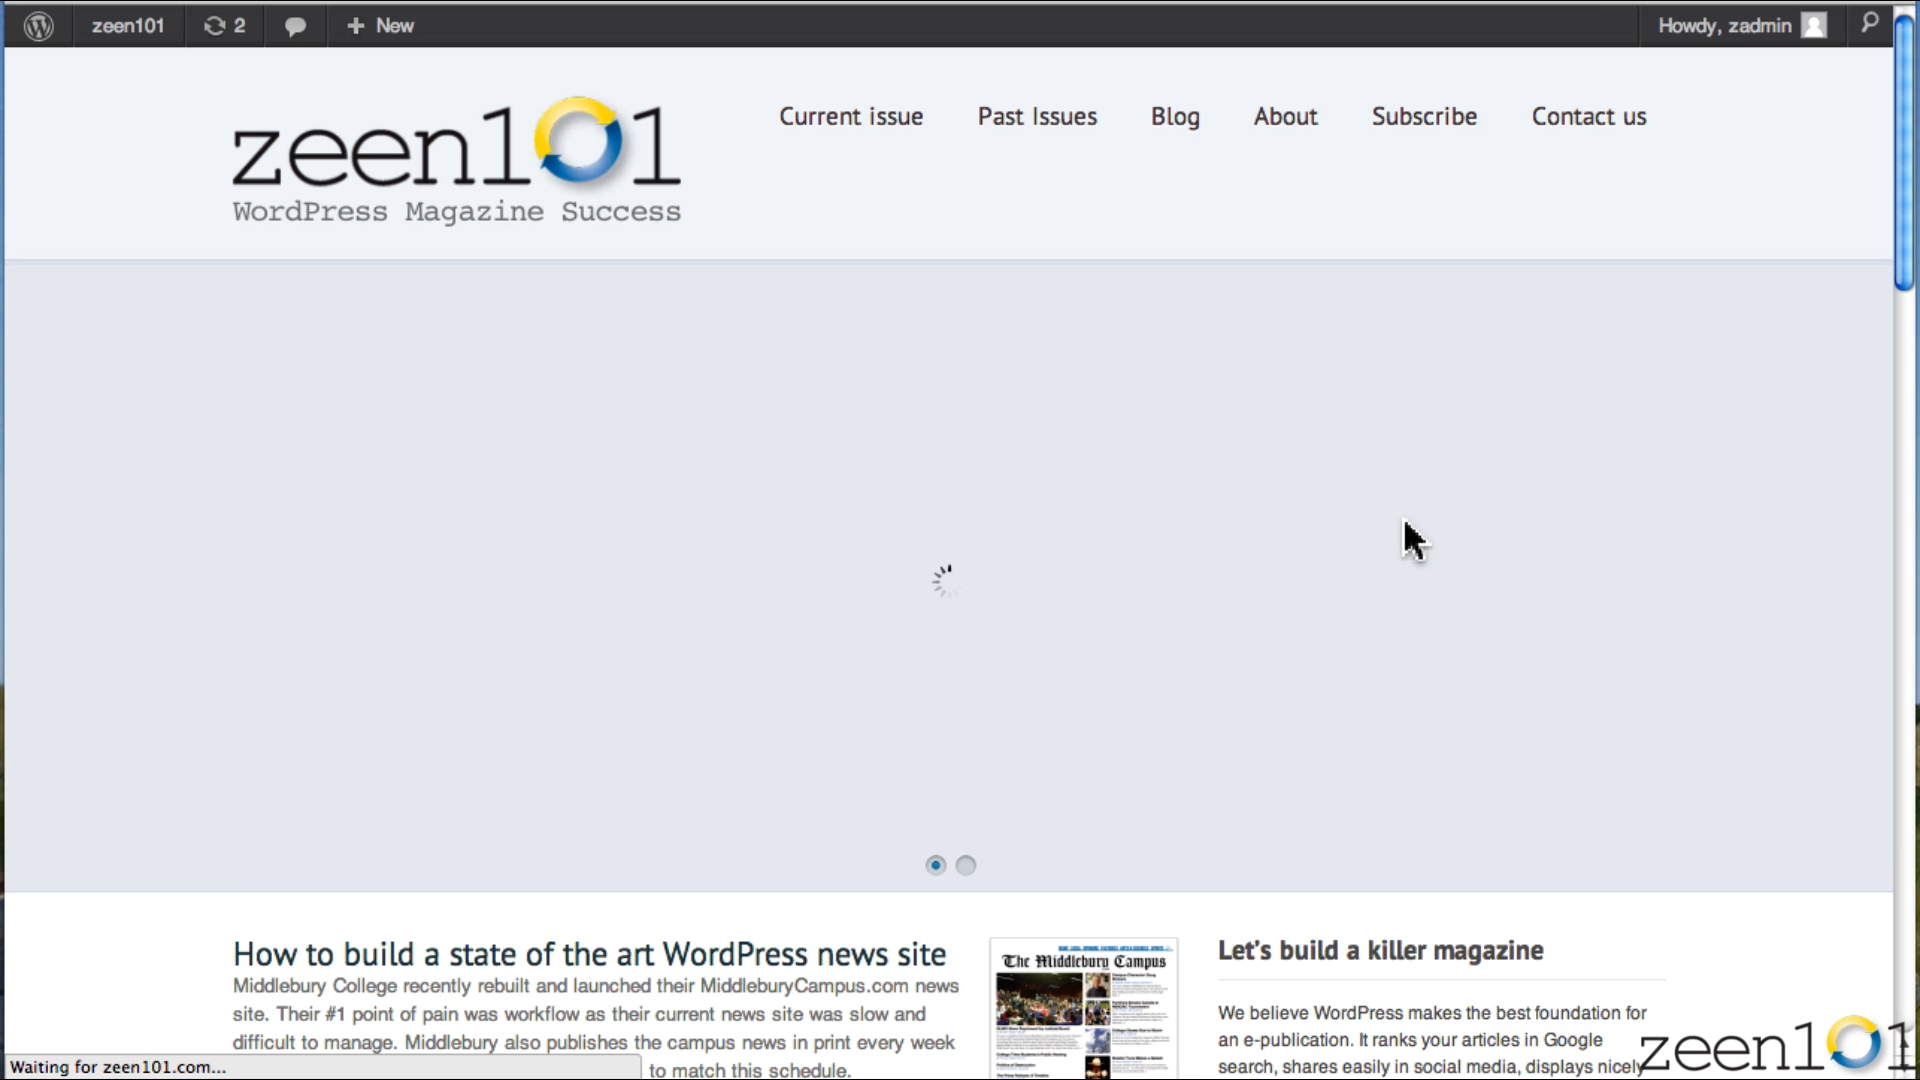 zeen101 2 New Howdy, zadmin
Current issue Past Issues Blog About Subscribe Contact us
zeen101
WordPress Magazine Success
How to build a state of the art WordPress news site
Middlebury College recently rebuilt and launched their MiddleburyCampus.com news
site. Their #1 point of pain was workflow as their current news site was slow and
difficult to manage. Middlebury also publishes the campus news in print every week
to match this schedule.
The Middlebury Campus
Let's build a killer magazine
We believe WordPress makes the best foundation for
an e-publication. It ranks your articles in Google
search, shares easily in social media, displays nicely
zeen101
Waiting for zeen101.com...